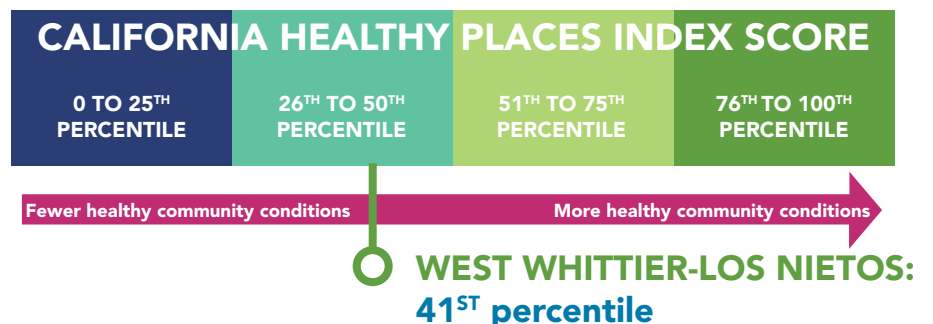 CALIFORNIA HEALTHY PLACES INDEX SCORE
0 TO 25TH
PERCENTILE
26TH TO 50TH
PERCENTILE
51TH TO 75TH
PERCENTILE
76TH TO 100TH
PERCENTILE
Fewer healthy community conditions
More healthy community conditions
WEST WHITTIER-LOS NIETOS:
41ST percentile